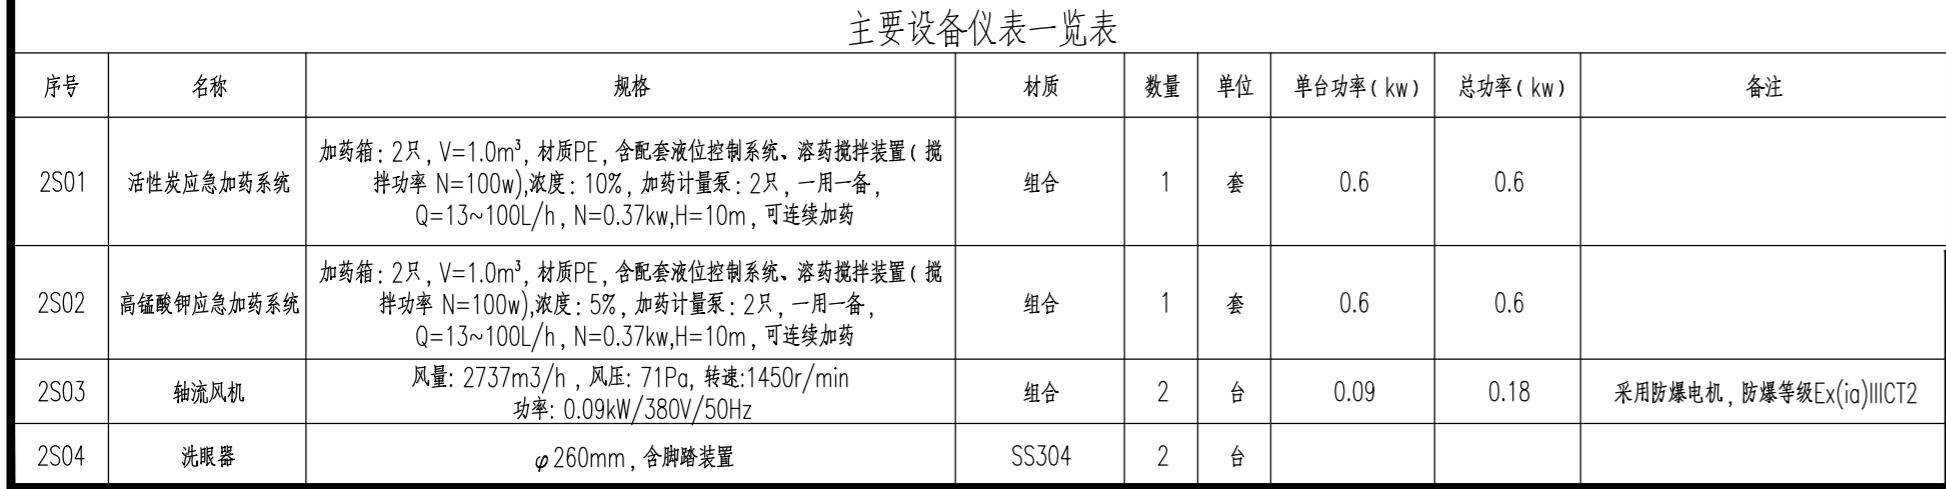 主要设备仪表一览表
序号 名称 规格 材质 数量 单位 单台功率(kw) 总功率(kw) 备注
2S01 活性炭应急加药系统 加药箱：2只，V=1.0m³，材质PE，含配套液位控制系统、溶药搅拌装置(搅
拌功率 N=100w),浓度：10%，加药计量泵：2只，一用一备，
Q=13~100L/h，N=0.37kw,H=10m，可连续加药 组合 1 套 0.6 0.6
2S02 高锰酸钾应急加药系统 加药箱：2只，V=1.0m³，材质PE，含配套液位控制系统、溶药搅拌装置(搅
拌功率 N=100w),浓度：5%，加药计量泵：2只，一用一备，
Q=13~100L/h，N=0.37kw,H=10m，可连续加药 组合 1 套 0.6 0.6
2S03 轴流风机 风量: 2737m3/h，风压: 71Pa, 转速:1450r/min
功率: 0.09kW/380V/50Hz 组合 2 台 0.09 0.18 采用防爆电机，防爆等级Ex(ia)IIICT2
2S04 洗眼器 φ260mm，含脚踏装置 SS304 2 台